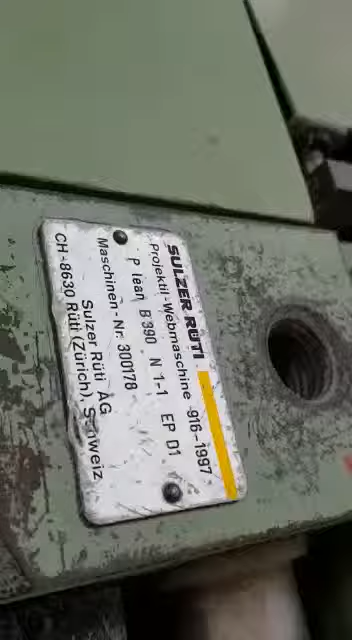 SULZER RÜTI
Projektil-Webmaschine 916-1997
P lean B 390 N 1-1 EP D1
Maschinen-Nr. 300178
Sulzer Rüti AG
CH-8630 Rüti (Zürich), Schweiz